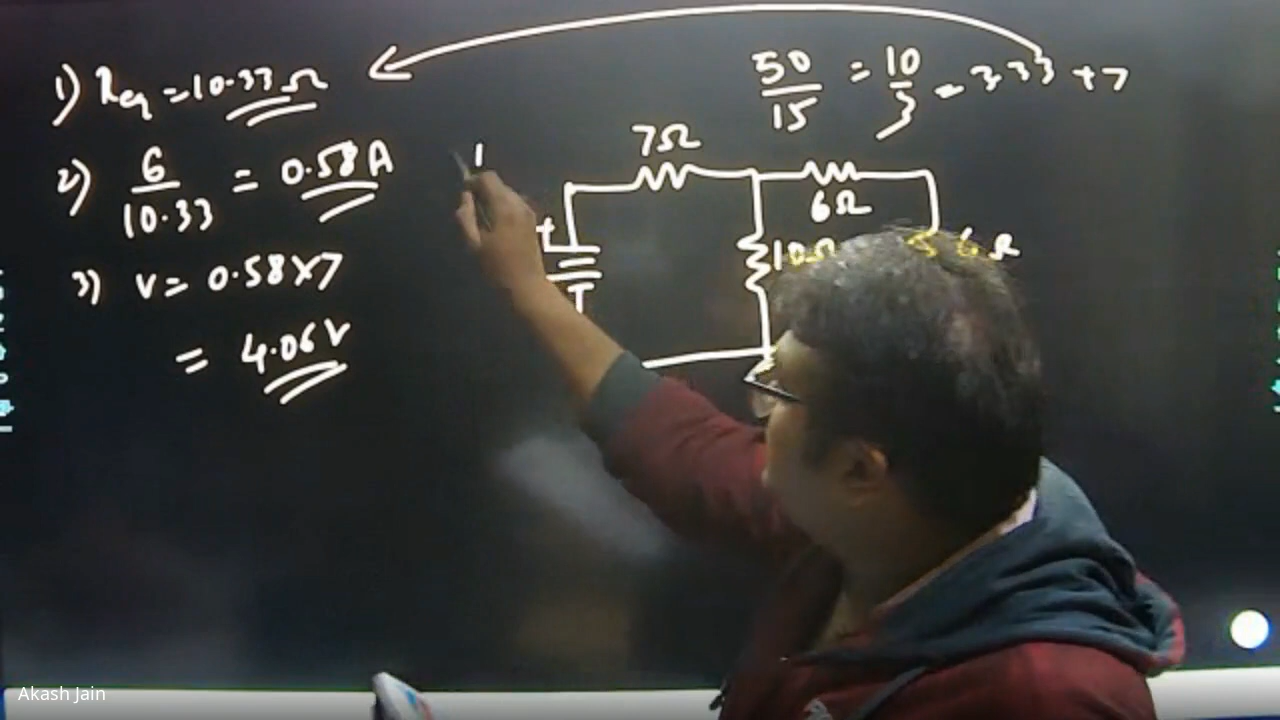 1) Req = 10.33 Ω
50/15 = 10/3 = 3.33 + 7
2) 6/10.33 = 0.58 A
3) V = 0.58 × 7
= 4.06 V
7Ω
6Ω
10Ω
+
Akash Jain